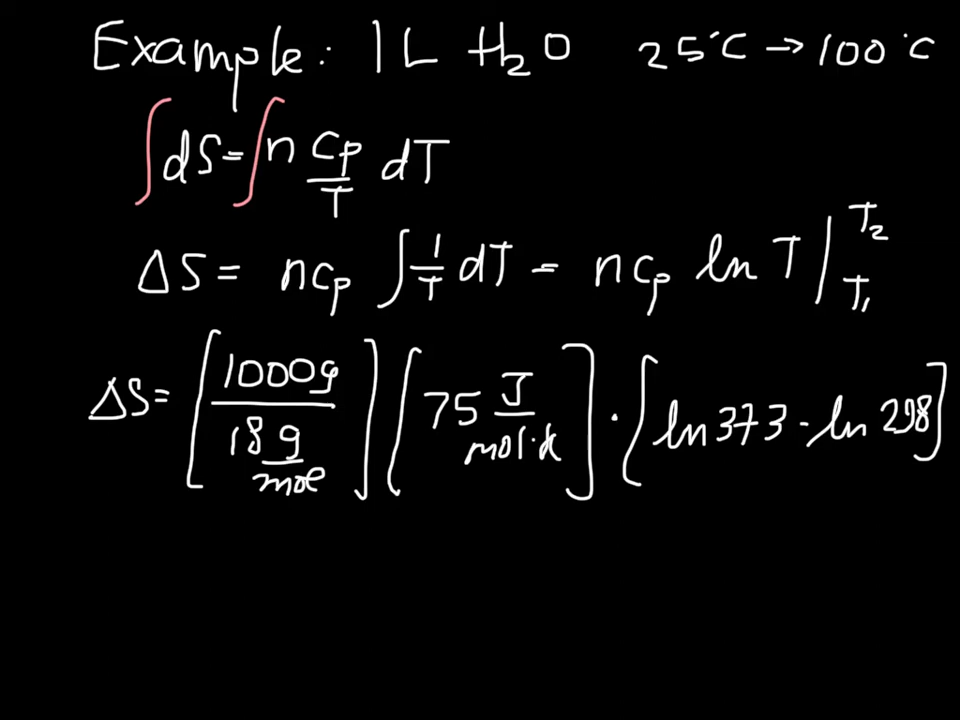 Example: 1L H₂O 25°C → 100°C
∫dS = ∫n Cp/T dT
ΔS = nCp ∫ 1/T dT = nCp ln T |T₁ T₂
ΔS = [1000g / 18 g/mol] [75 J/mol·K] · [ln 373 - ln 298]